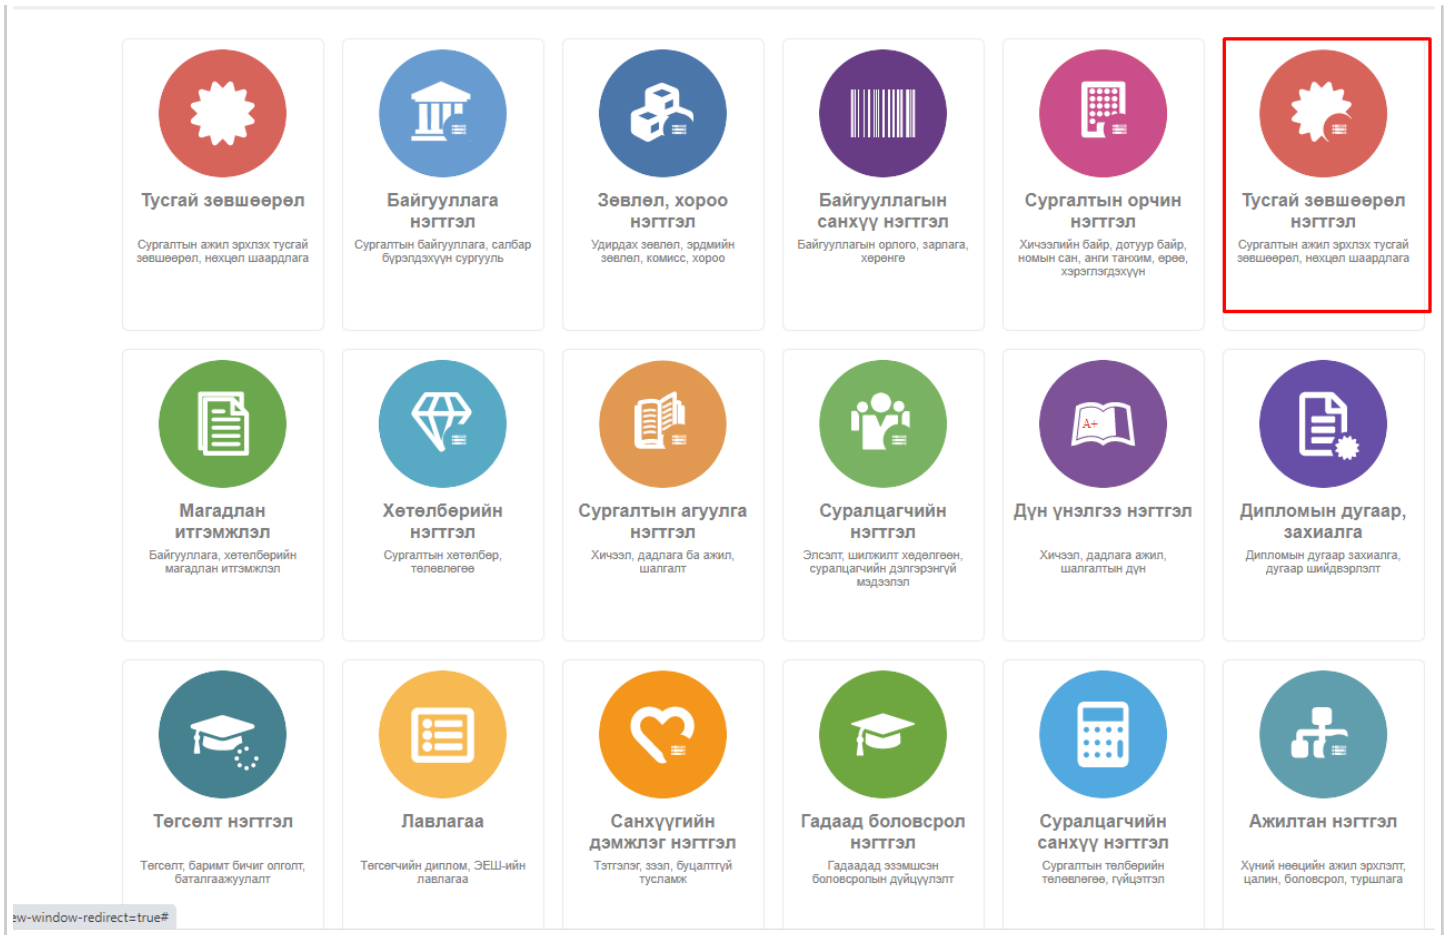 Тусгай зөвшөөрөл
Сургалтын ажил эрхлэх тусгай
зөвшөөрөл, нөхцөл шаардлага
Байгууллага
нэгтгэл
Сургалтын байгууллага, салбар
бүрэлдэхүүн сургууль
Зөвлөл, хороо
нэгтгэл
Удирдах зөвлөл, эрдмийн
зөвлөл, комисс, хороо
Байгууллагын
санхүү нэгтгэл
Байгууллагын орлого, зарлага,
хөрөнгө
Сургалтын орчин
нэгтгэл
Хичээлийн байр, дотуур байр,
номын сан, анги танхим, өрөө,
хэрэглэгдэхүүн
Тусгай зөвшөөрөл
нэгтгэл
Сургалтын ажил эрхлэх тусгай
зөвшөөрөл, нөхцөл шаардлага
Магадлан
итгэмжлэл
Байгууллага, хөтөлбөрийн
магадлан итгэмжлэл
Хөтөлбөрийн
нэгтгэл
Сургалтын хөтөлбөр,
төлөвлөгөө
Сургалтын агуулга
нэгтгэл
Хичээл, дадлага ба ажил,
шалгалт
Суралцагчийн
нэгтгэл
Элсэлт, шилжилт хөдөлгөөн,
суралцагчийн дэлгэрэнгүй
мэдээлэл
A+
Дүн үнэлгээ нэгтгэл
Хичээл, дадлага ажил,
шалгалтын дүн
Дипломын дугаар,
захиалга
Дипломын дугаар захиалга,
дугаар шийдвэрлэлт
Төгсөлт нэгтгэл
Төгсөлт, баримт бичиг олголт,
баталгаажуулалт
Лавлагаа
Төгсөгчийн диплом, ЭЕШ-ийн
лавлагаа
Санхүүгийн
дэмжлэг нэгтгэл
Тэтгэлэг, зээл, буцалтгүй
тусламж
Гадаад боловсрол
нэгтгэл
Гадаадад эзэмшсэн
боловсролын дүйцүүлэлт
Суралцагчийн
санхүү нэгтгэл
Сургалтын төлбөрийн
төлөвлөгөө, гүйцэтгэл
Ажилтан нэгтгэл
Хүний нөөцийн ажил эрхлэлт,
цалин, боловсрол, туршлага
ew-window-redirect=true#